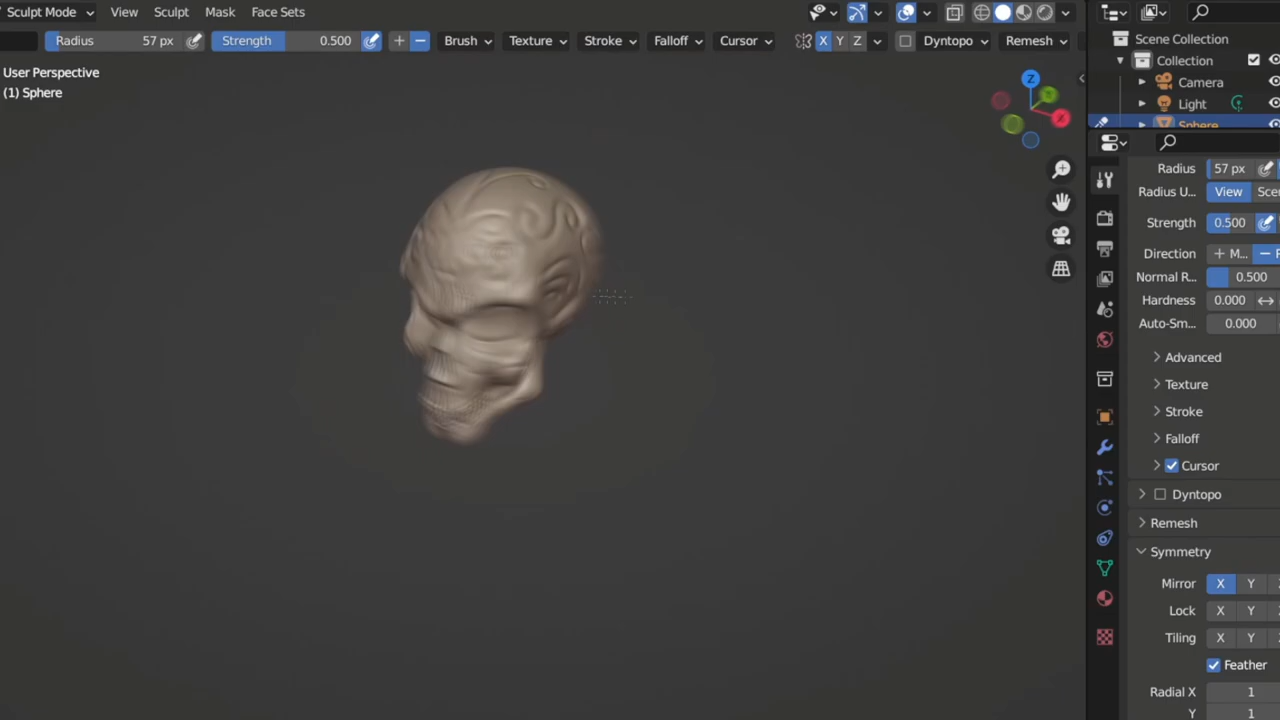 Sculpt Mode View Sculpt Mask Face Sets
Radius 57 px Strength 0.500 Brush Texture Stroke Falloff Cursor X Y Z Dyntopo Remesh
User Perspective
(1) Sphere
Z
X
Scene Collection
Collection
Camera
Light
Sphere
Radius 57 px
Radius U... View Sce
Strength 0.500
Direction + M...
Normal R... 0.500
Hardness 0.000
Auto-Sm... 0.000
Advanced
Texture
Stroke
Falloff
Cursor
Dyntopo
Remesh
Symmetry
Mirror X Y
Lock X Y
Tiling X Y
Feather
Radial X 1
Y 1